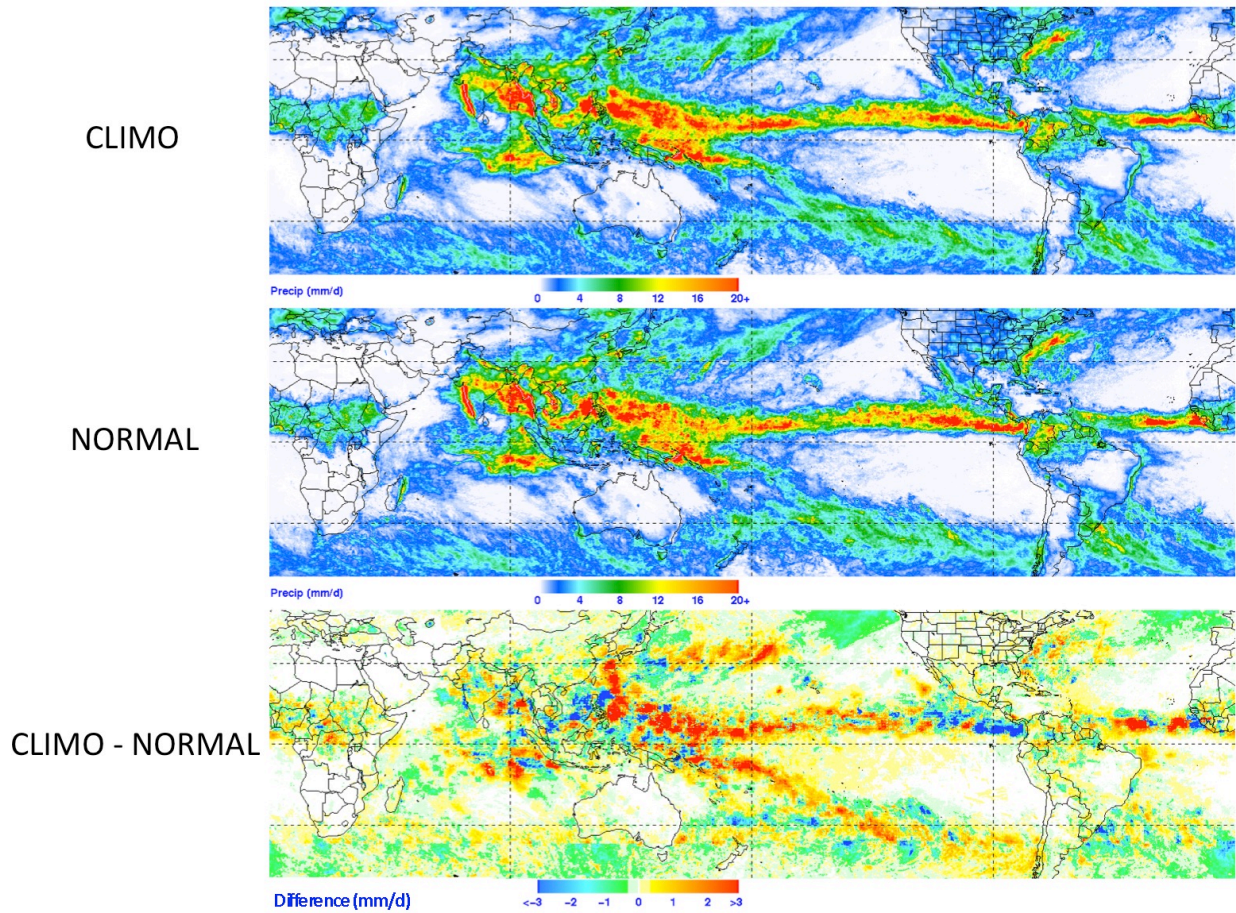 CLIMO
Precip (mm/d)
0 4 8 12 16 20+
NORMAL
Precip (mm/d)
0 4 8 12 16 20+
CLIMO - NORMAL
Difference (mm/d)
<-3 -2 -1 0 1 2 >3